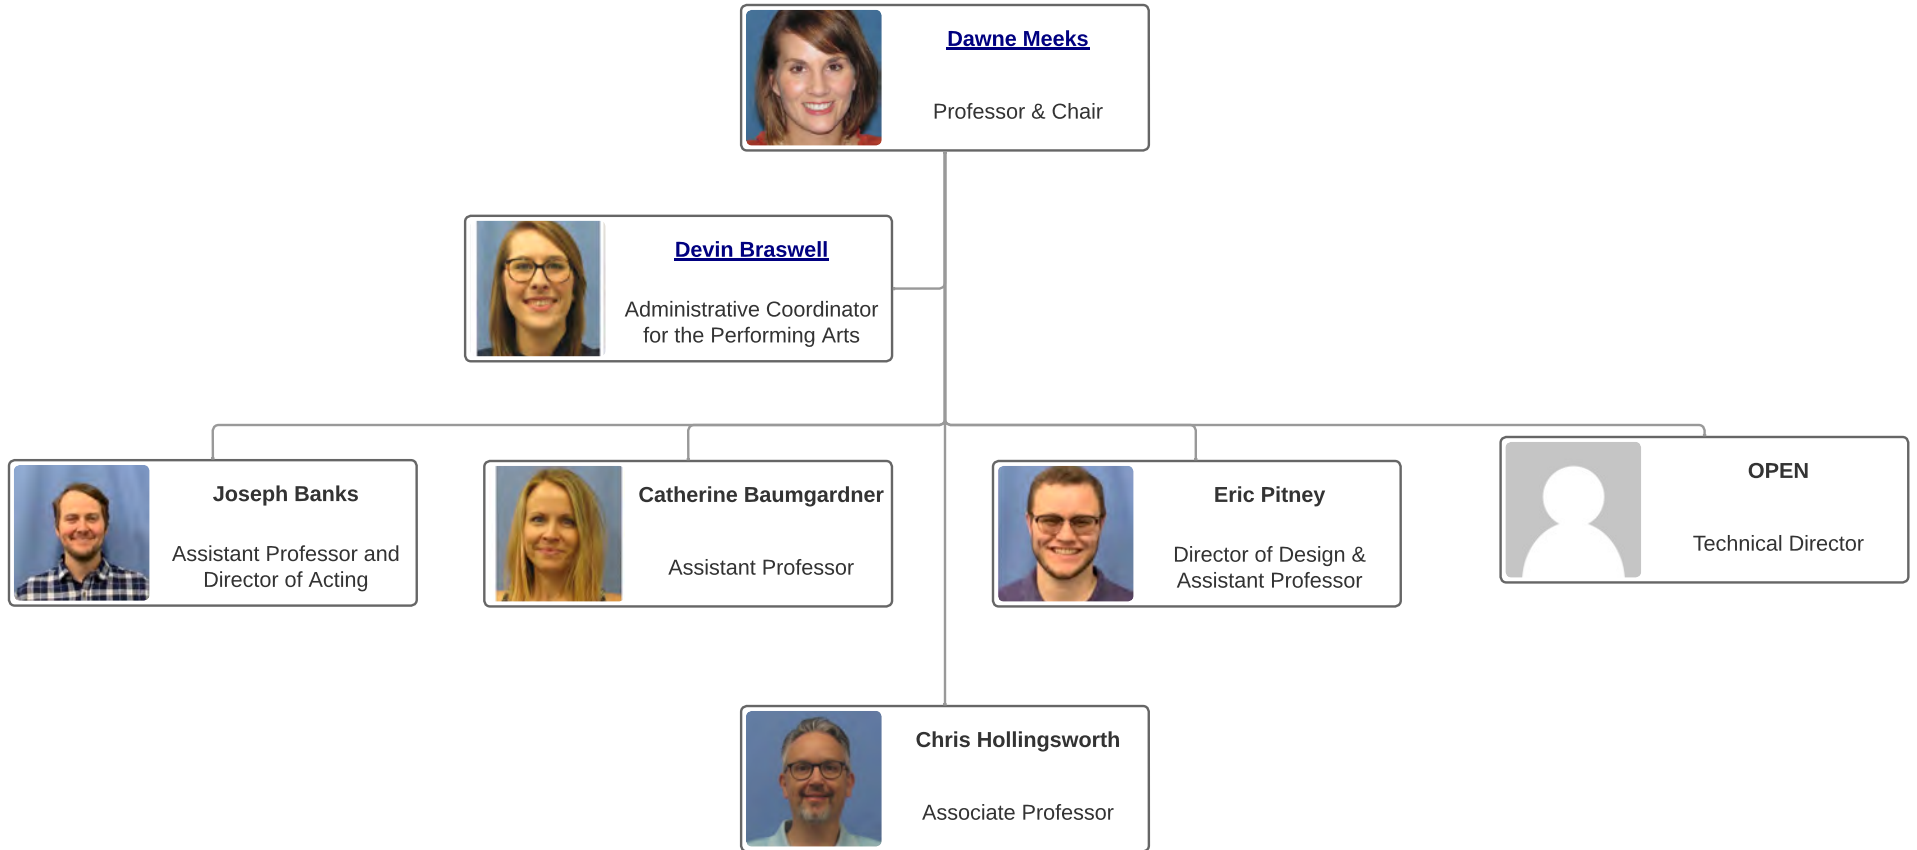 Dawne Meeks
Professor & Chair
Devin Braswell
Administrative Coordinator
for the Performing Arts
Joseph Banks
Assistant Professor and
Director of Acting
Catherine Baumgardner
Assistant Professor
Eric Pitney
Director of Design &
Assistant Professor
OPEN
Technical Director
Chris Hollingsworth
Associate Professor